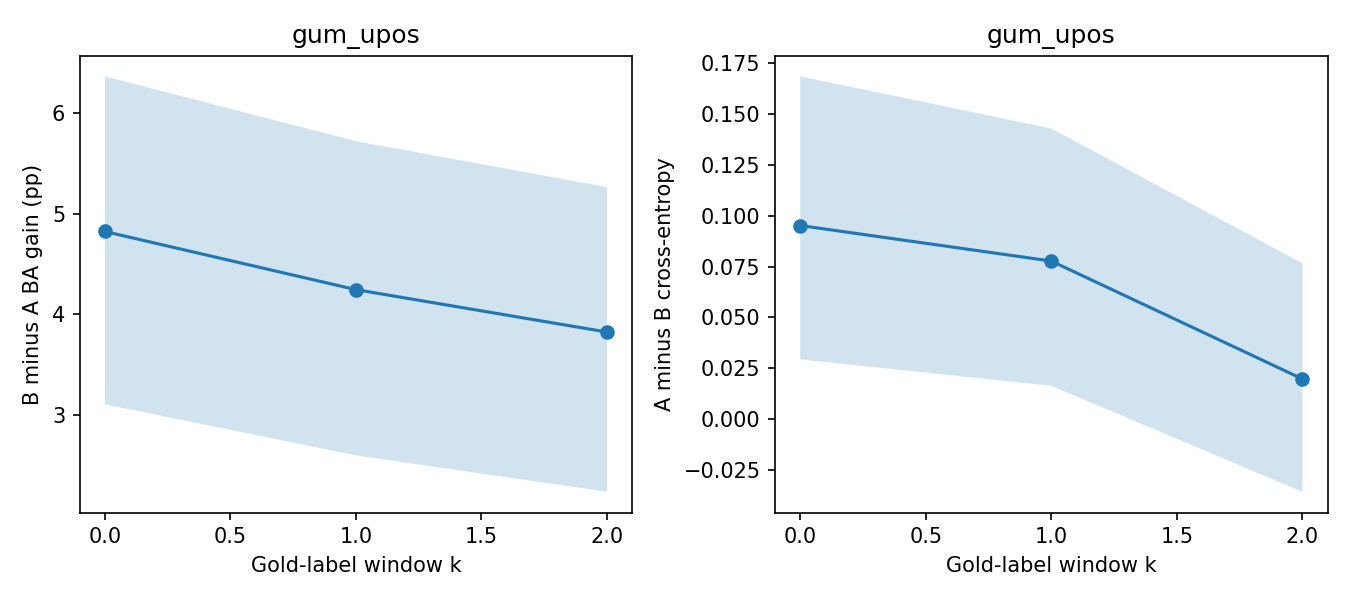 gum_upos
B minus A BA gain (pp)
6
5
4
3
0.0 0.5 1.0 1.5 2.0
Gold-label window k
gum_upos
A minus B cross-entropy
0.175
0.150
0.125
0.100
0.075
0.050
0.025
0.000
−0.025
0.0 0.5 1.0 1.5 2.0
Gold-label window k